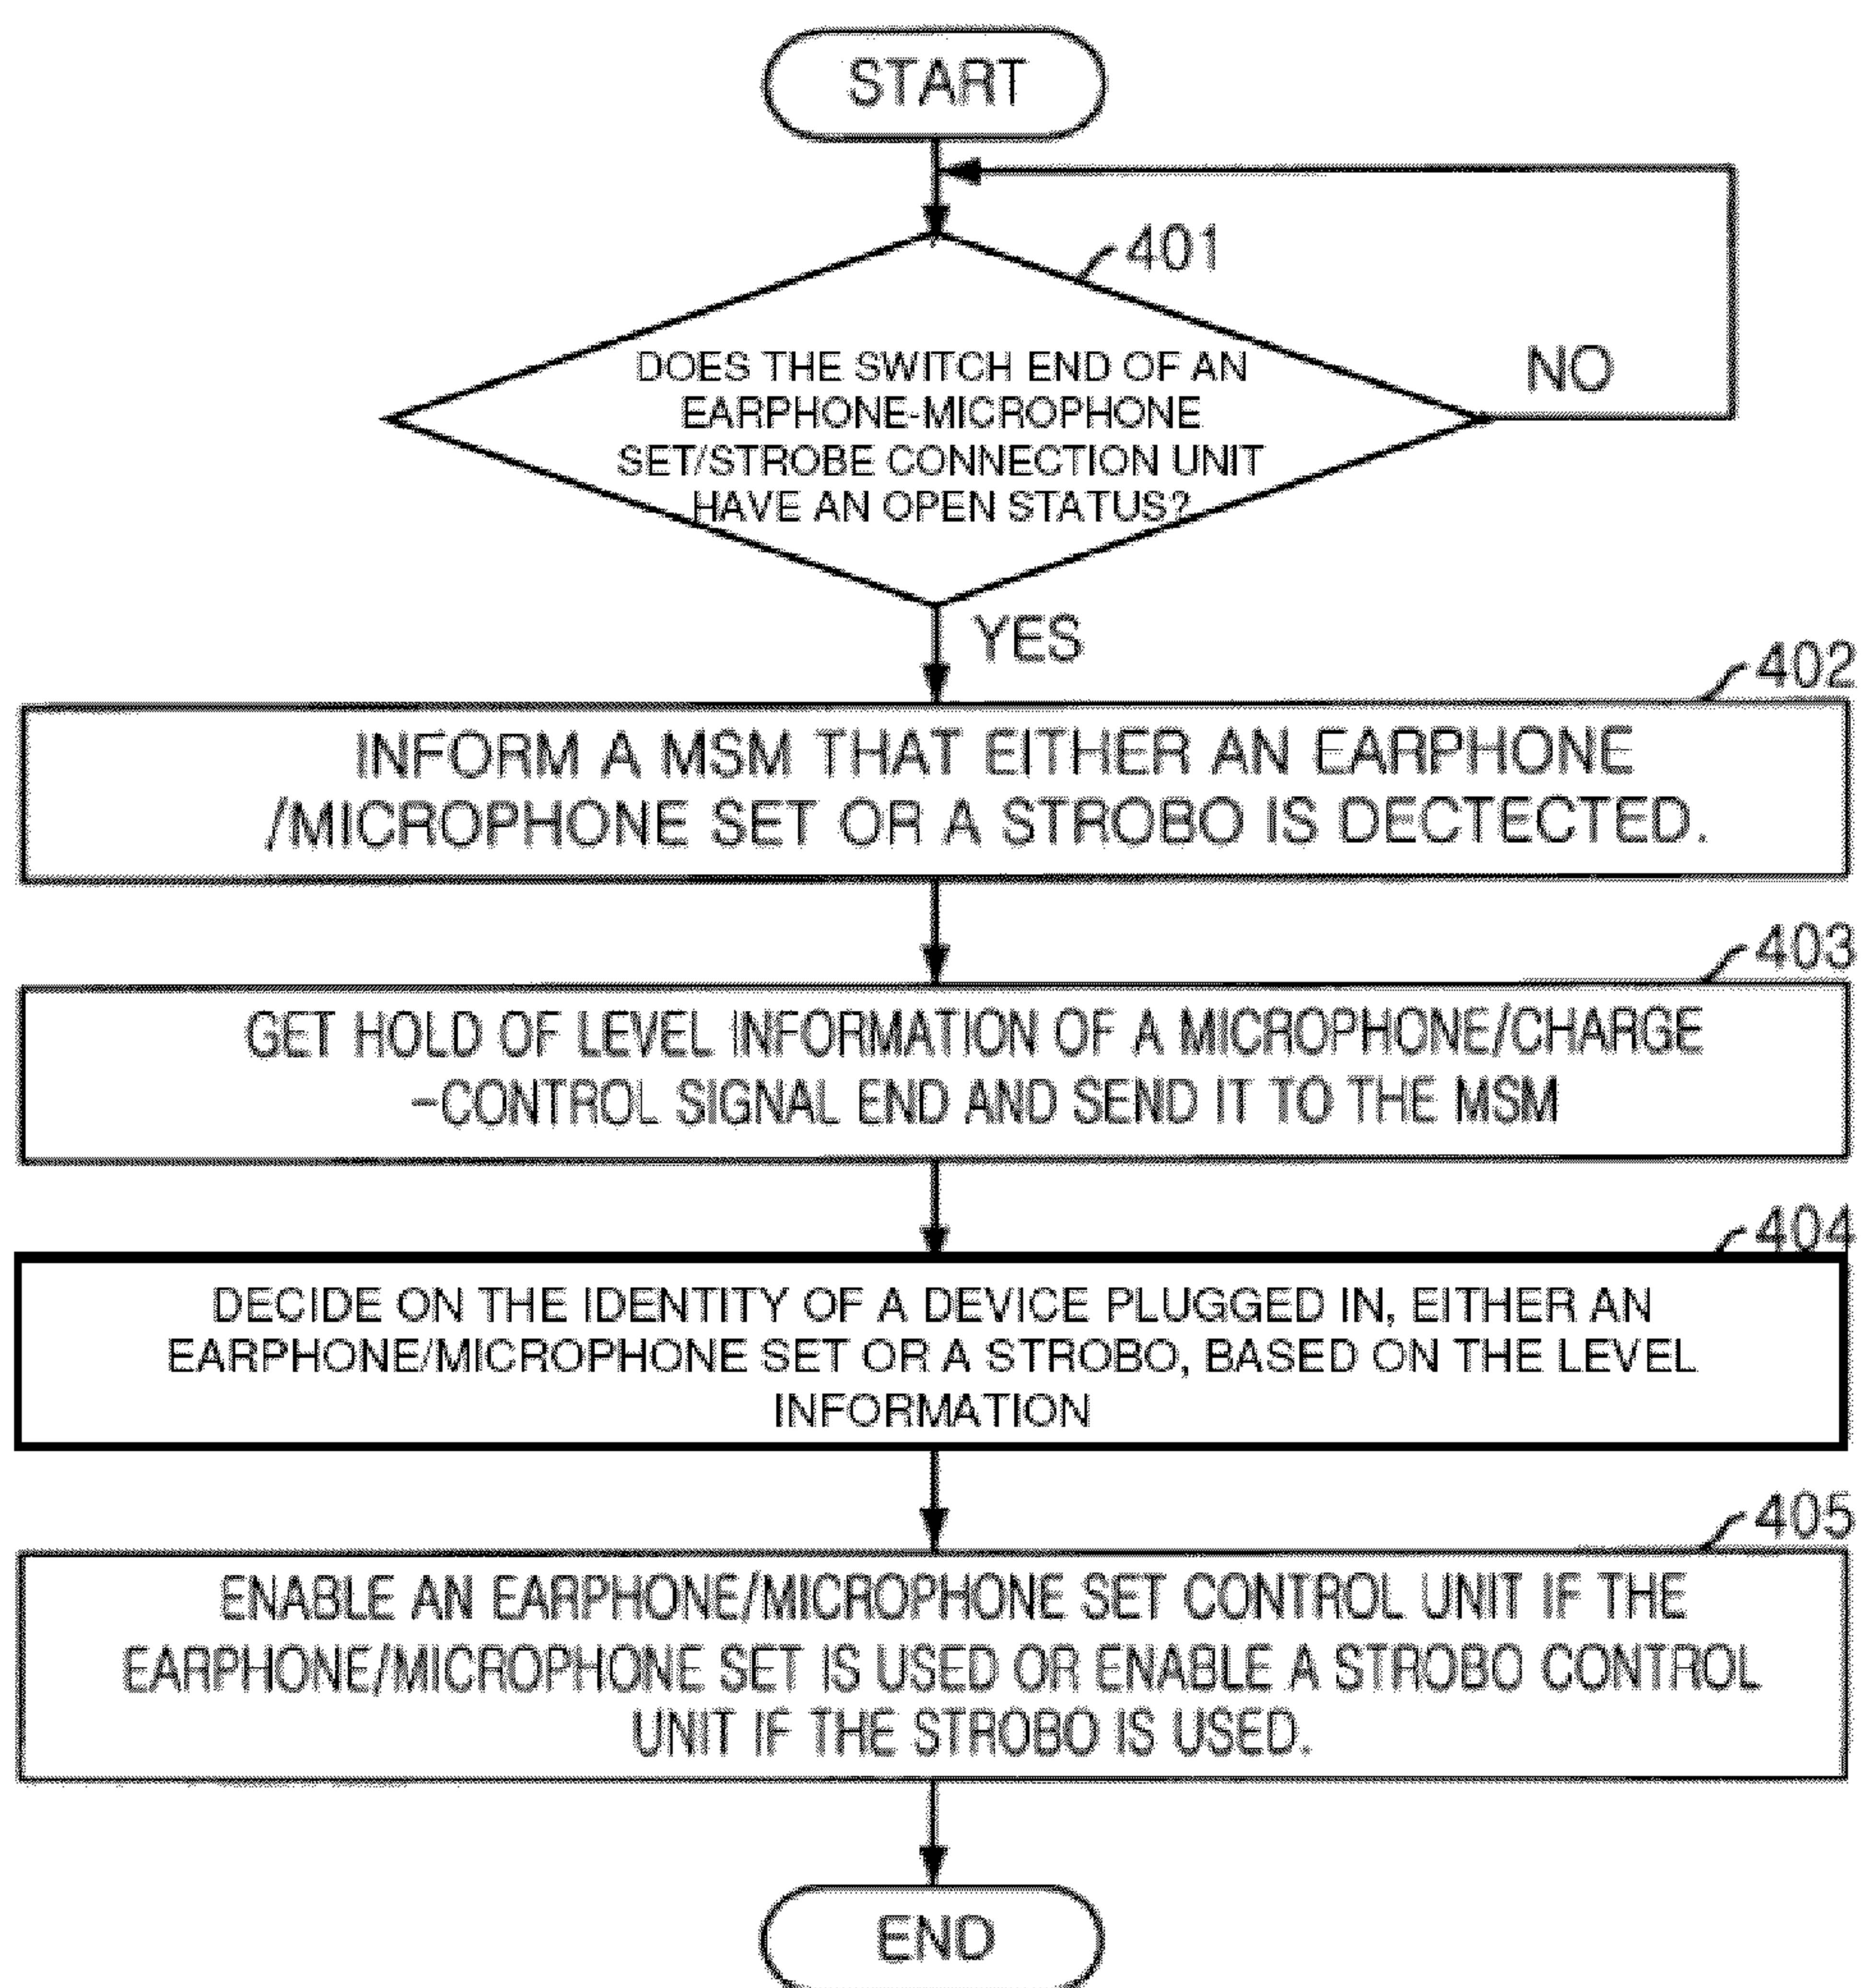 START
401
DOES THE SWITCH END OF AN
EARPHONE-MICROPHONE
SET/STROBE CONNECTION UNIT
HAVE AN OPEN STATUS?
NO
YES
402
INFORM A MSM THAT EITHER AN EARPHONE
/MICROPHONE SET OR A STROBO IS DECTECTED.
403
GET HOLD OF LEVEL INFORMATION OF A MICROPHONE/CHARGE
-CONTROL SIGNAL END AND SEND IT TO THE MSM
404
DECIDE ON THE IDENTITY OF A DEVICE PLUGGED IN, EITHER AN
EARPHONE/MICROPHONE SET OR A STROBO, BASED ON THE LEVEL
INFORMATION
405
ENABLE AN EARPHONE/MICROPHONE SET CONTROL UNIT IF THE
EARPHONE/MICROPHONE SET IS USED OR ENABLE A STROBO CONTROL
UNIT IF THE STROBO IS USED.
END